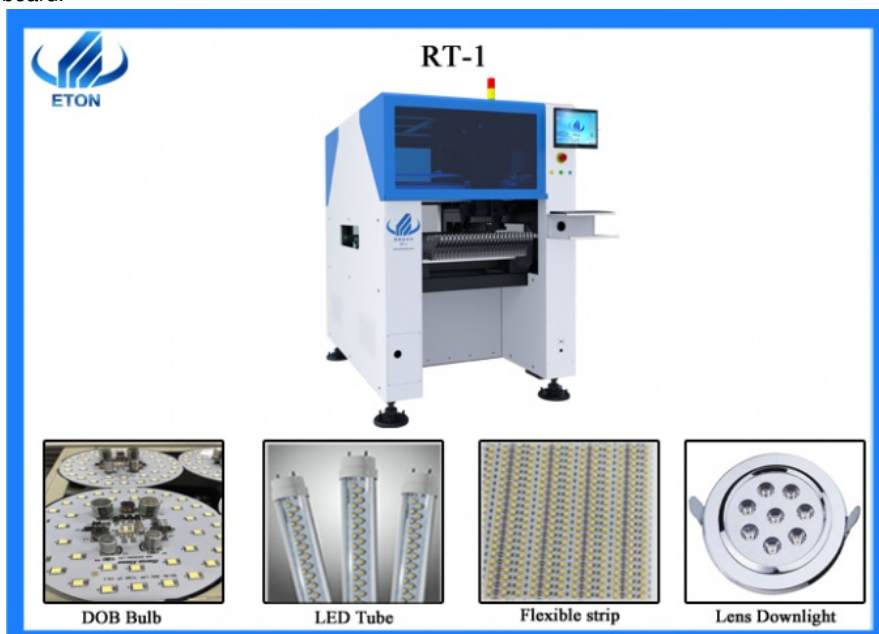 RT-1
ETON
DOB Bulb
LED Tube
Flexible strip
Lens Downlight